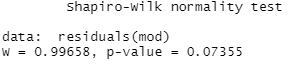 Shapiro-Wilk normality test
data:  residuals(mod)
W = 0.99658, p-value = 0.07355